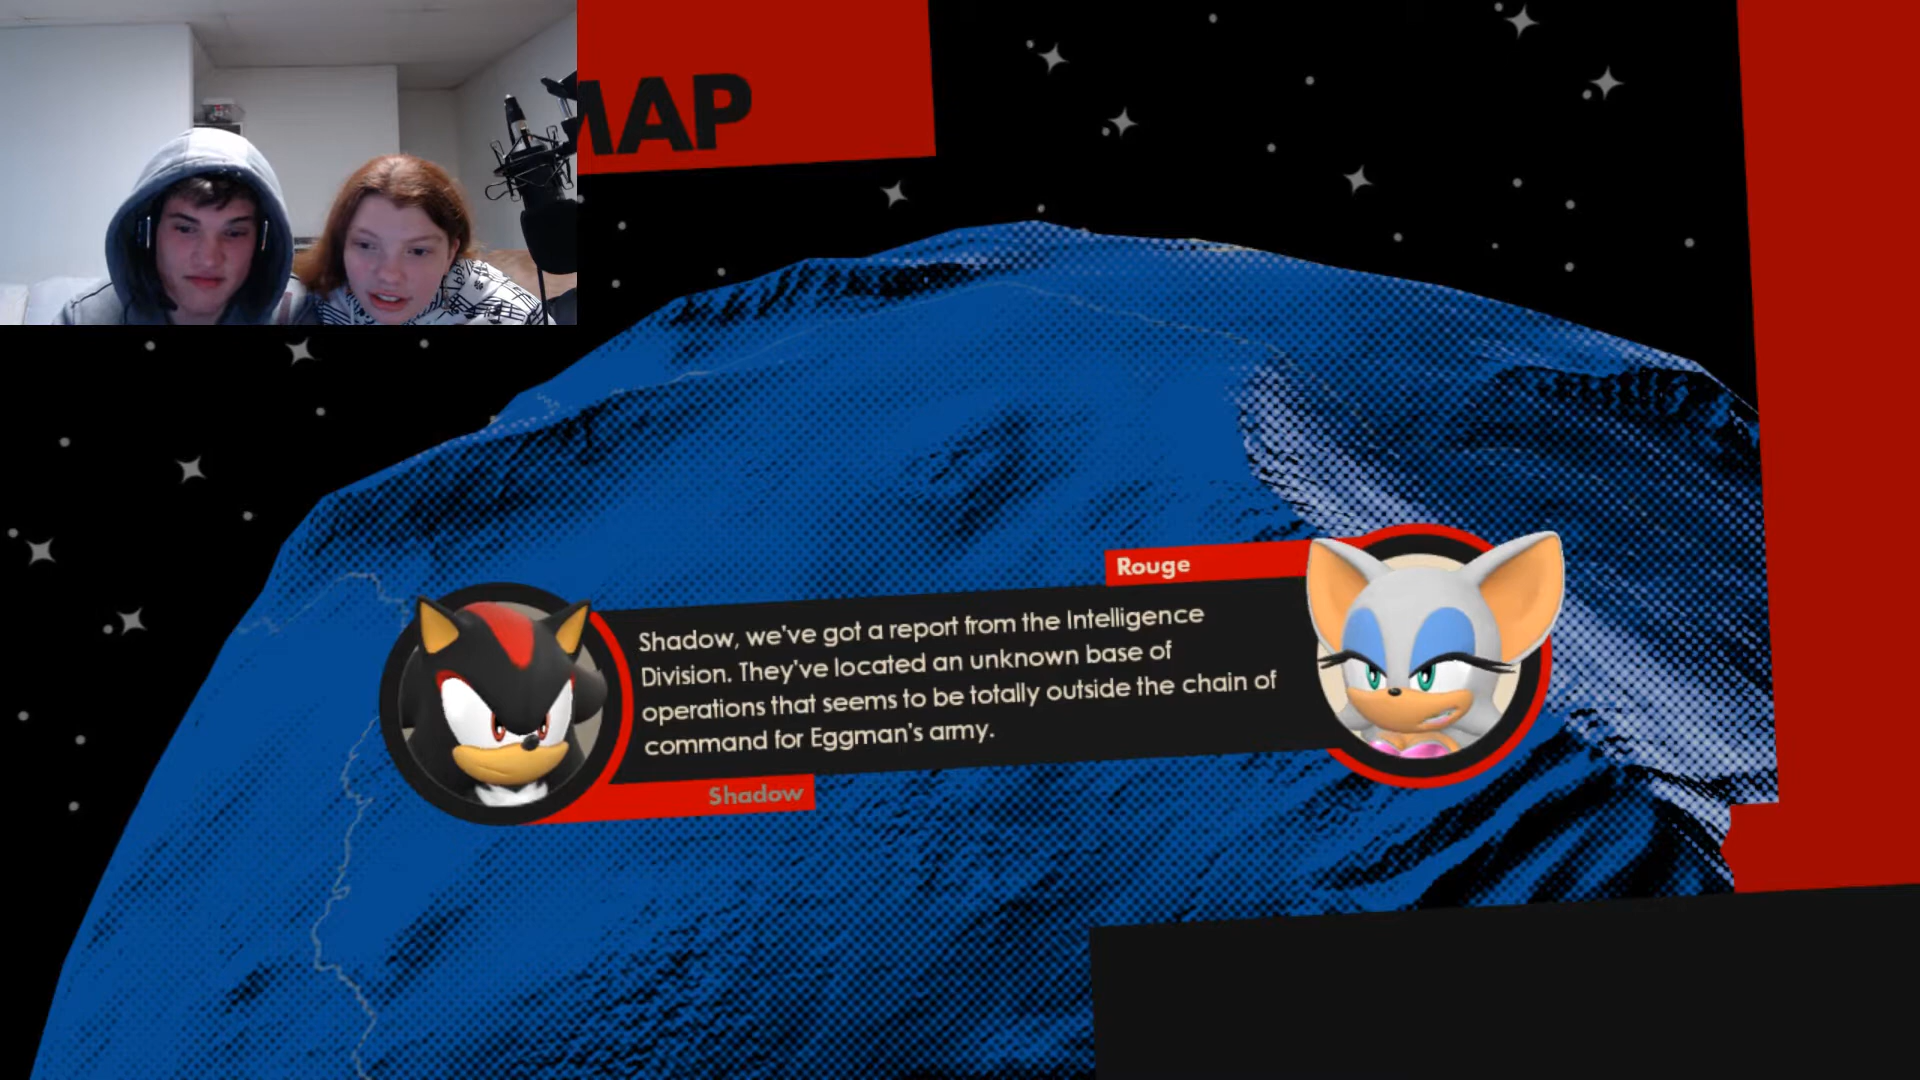 MAP
Rouge
Shadow, we've got a report from the Intelligence
Division. They've located an unknown base of
operations that seems to be totally outside the chain of
command for Eggman's army.
Shadow